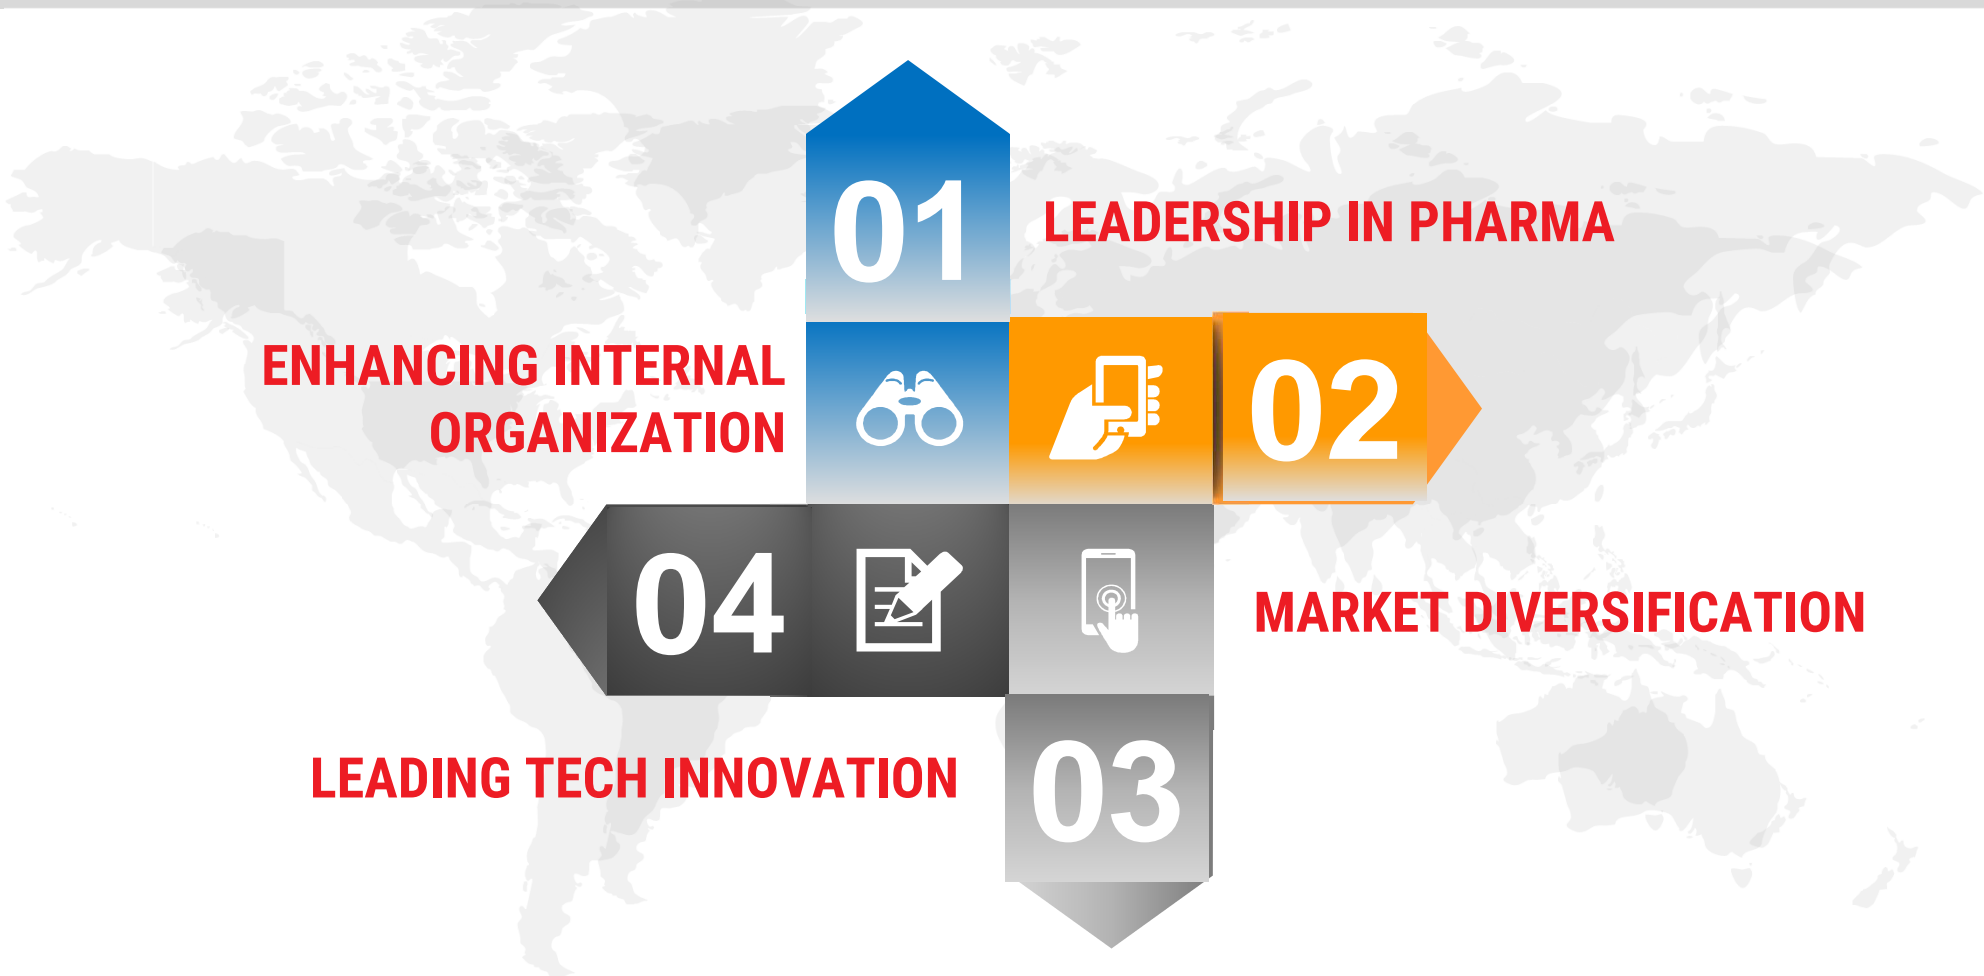 01
LEADERSHIP IN PHARMA
ENHANCING INTERNAL
ORGANIZATION
02
04
MARKET DIVERSIFICATION
LEADING TECH INNOVATION
03